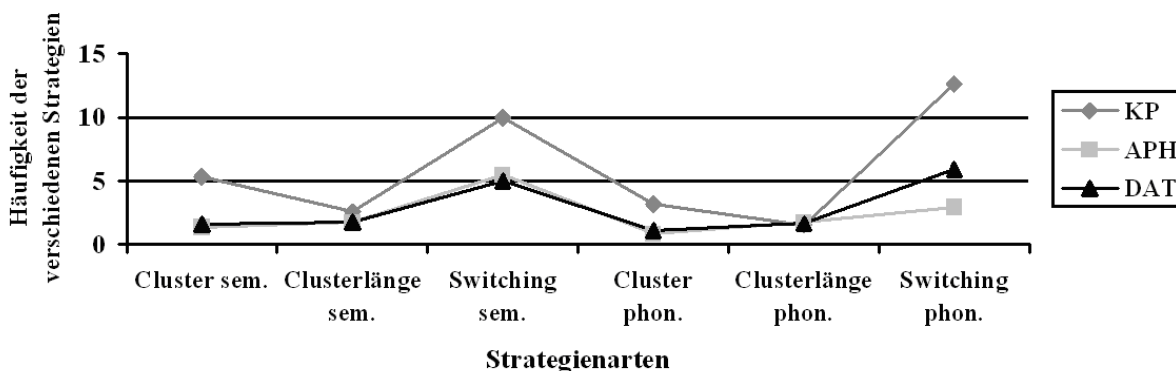 Häufigkeit der
verschiedenen Strategien
15
10
5
0
Cluster sem.
Clusterlänge
sem.
Switching
sem.
Cluster
phon.
Clusterlänge
phon.
Switching
phon.
Strategienarten
KP
APH
DAT